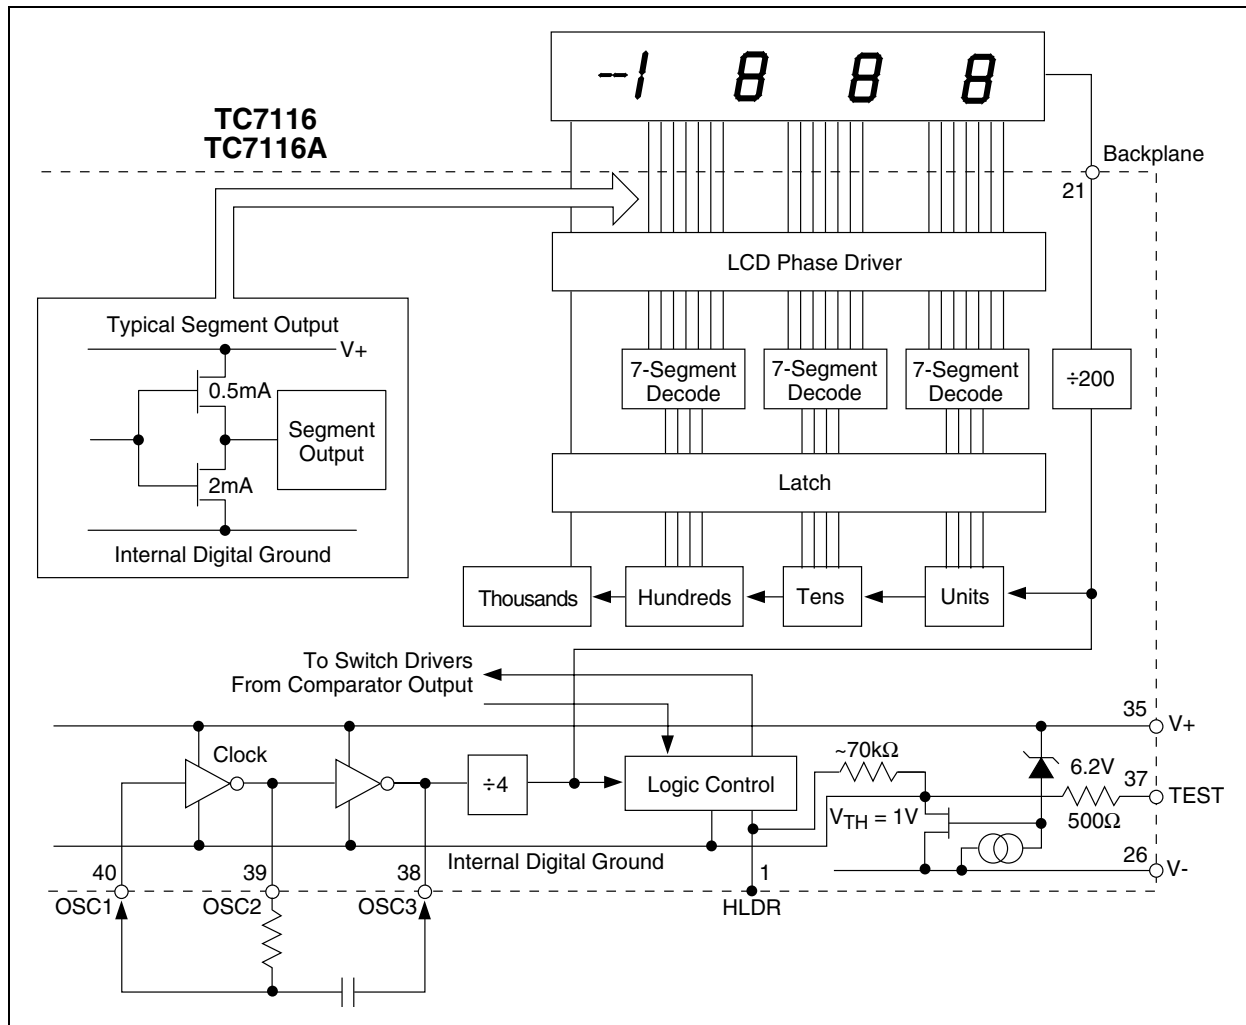 -1 8 8 8
TC7116
TC7116A
Backplane
21
LCD Phase Driver
Typical Segment Output
V+
0.5mA
Segment
Output
2mA
Internal Digital Ground
7-Segment
Decode
7-Segment
Decode
7-Segment
Decode
÷200
Latch
Thousands
Hundreds
Tens
Units
To Switch Drivers
From Comparator Output
35
V+
Clock
~70kΩ
6.2V
37
÷4
Logic Control
TEST
VTH = 1V
500Ω
Internal Digital Ground
26
V-
40
39
38
1
OSC1
OSC2
OSC3
HLDR